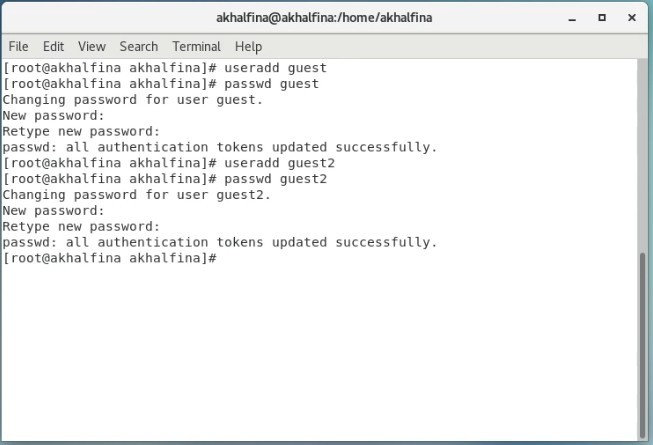 akhalfina@akhalfina:/home/akhalfina
File Edit View Search Terminal Help
[root@akhalfina akhalfina]# useradd guest
[root@akhalfina akhalfina]# passwd guest
Changing password for user guest.
New password:
Retype new password:
passwd: all authentication tokens updated successfully.
[root@akhalfina akhalfina]# useradd guest2
[root@akhalfina akhalfina]# passwd guest2
Changing password for user guest2.
New password:
Retype new password:
passwd: all authentication tokens updated successfully.
[root@akhalfina akhalfina]#